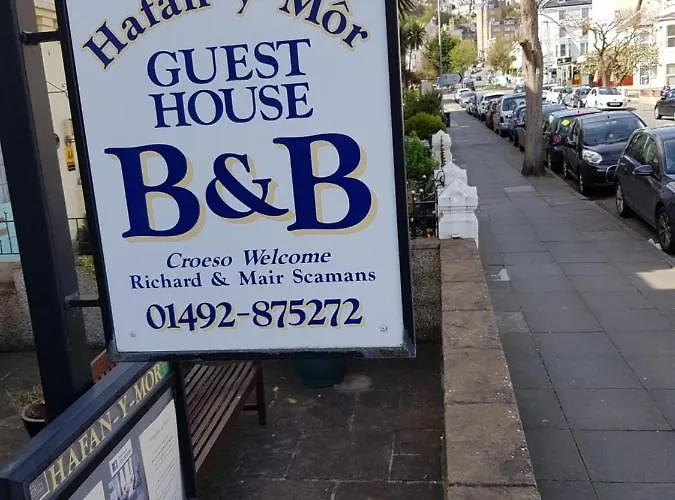 Hafan-y-Môr
GUEST
HOUSE
B&B
Croeso Welcome
Richard & Mair Scamans
01492-875272
HAFAN-Y-MÔR